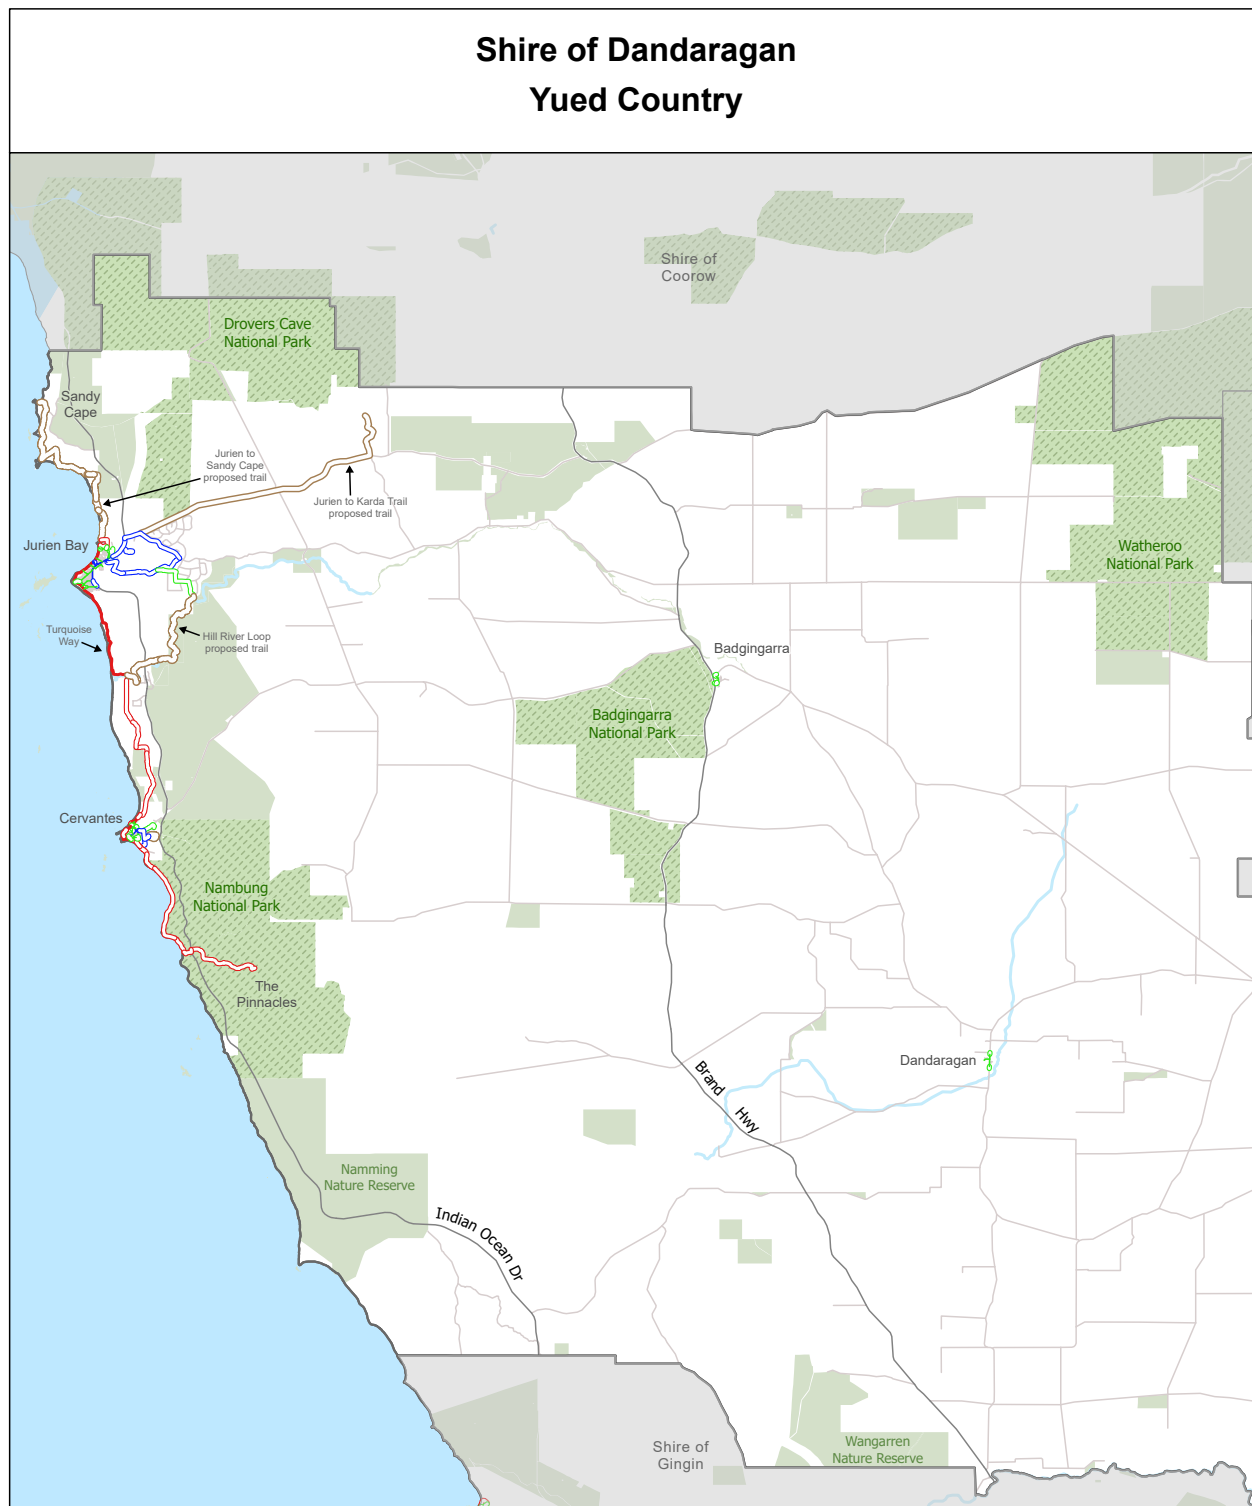 Shire of Dandaragan
Yued Country
Shire of
Coorow
Drovers Cave
National Park
Sandy
Cape
Jurien to
Sandy Cape
proposed trail
Jurien to Karda Trail
proposed trail
Jurien Bay
Watheroo
National Park
Turquoise
Way
Hill River Loop
proposed trail
Badgingarra
Badgingarra
National Park
Cervantes
Nambung
National Park
The
Pinnacles
Dandaragan
Brand Hwy
Namming
Nature Reserve
Indian Ocean Dr
Wangarren
Nature Reserve
Shire of
Gingin